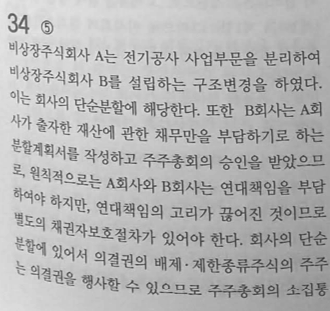 34 ⑤
비상장주식회사 A는 전기공사 사업부문을 분리하여
비상장주식회사 B를 설립하는 구조변경을 하였다.
이는 회사의 단순분할에 해당한다. 또한 B회사는 A회
사가 출자한 재산에 관한 채무만을 부담하기로 하는
분할계획서를 작성하고 주주총회의 승인을 받았으므
로, 원칙적으로는 A회사와 B회사는 연대책임을 부담
하여야 하지만, 연대책임의 고리가 끊어진 것이므로
별도의 채권자보호절차가 있어야 한다. 회사의 단순
분할에 있어서 의결권의 배제·제한종류주식의 주주
는 의결권을 행사할 수 있으므로 주주총회의 소집통